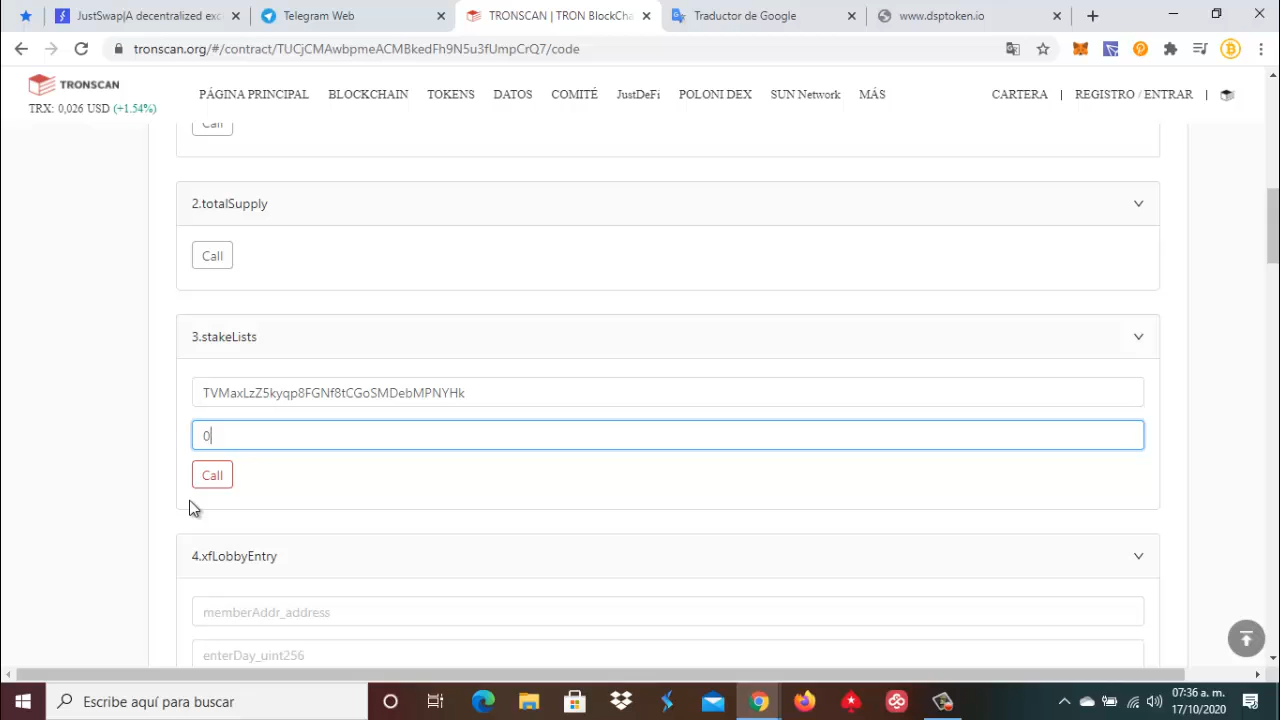 JustSwap|A decentralized exc
Telegram Web
TRONSCAN | TRON BlockCha
Traductor de Google
www.dsptoken.io
tronscan.org/#/contract/TUCjCMAwbpmeACMBkedFh9N5u3fUmpCrQ7/code
TRONSCAN
TRX: 0,026 USD (+1.54%)
PÁGINA PRINCIPAL BLOCKCHAIN TOKENS DATOS COMITÉ JustDeFi POLONI DEX SUN Network MÁS CARTERA | REGISTRO / ENTRAR |
Call
2.totalSupply
Call
3.stakeLists
TVMaxLzZ5kyqp8FGNf8tCGoSMDebMPNYHk
0
Call
4.xfLobbyEntry
memberAddr_address
enterDay_uint256
Escribe aquí para buscar
07:36 a. m.
17/10/2020